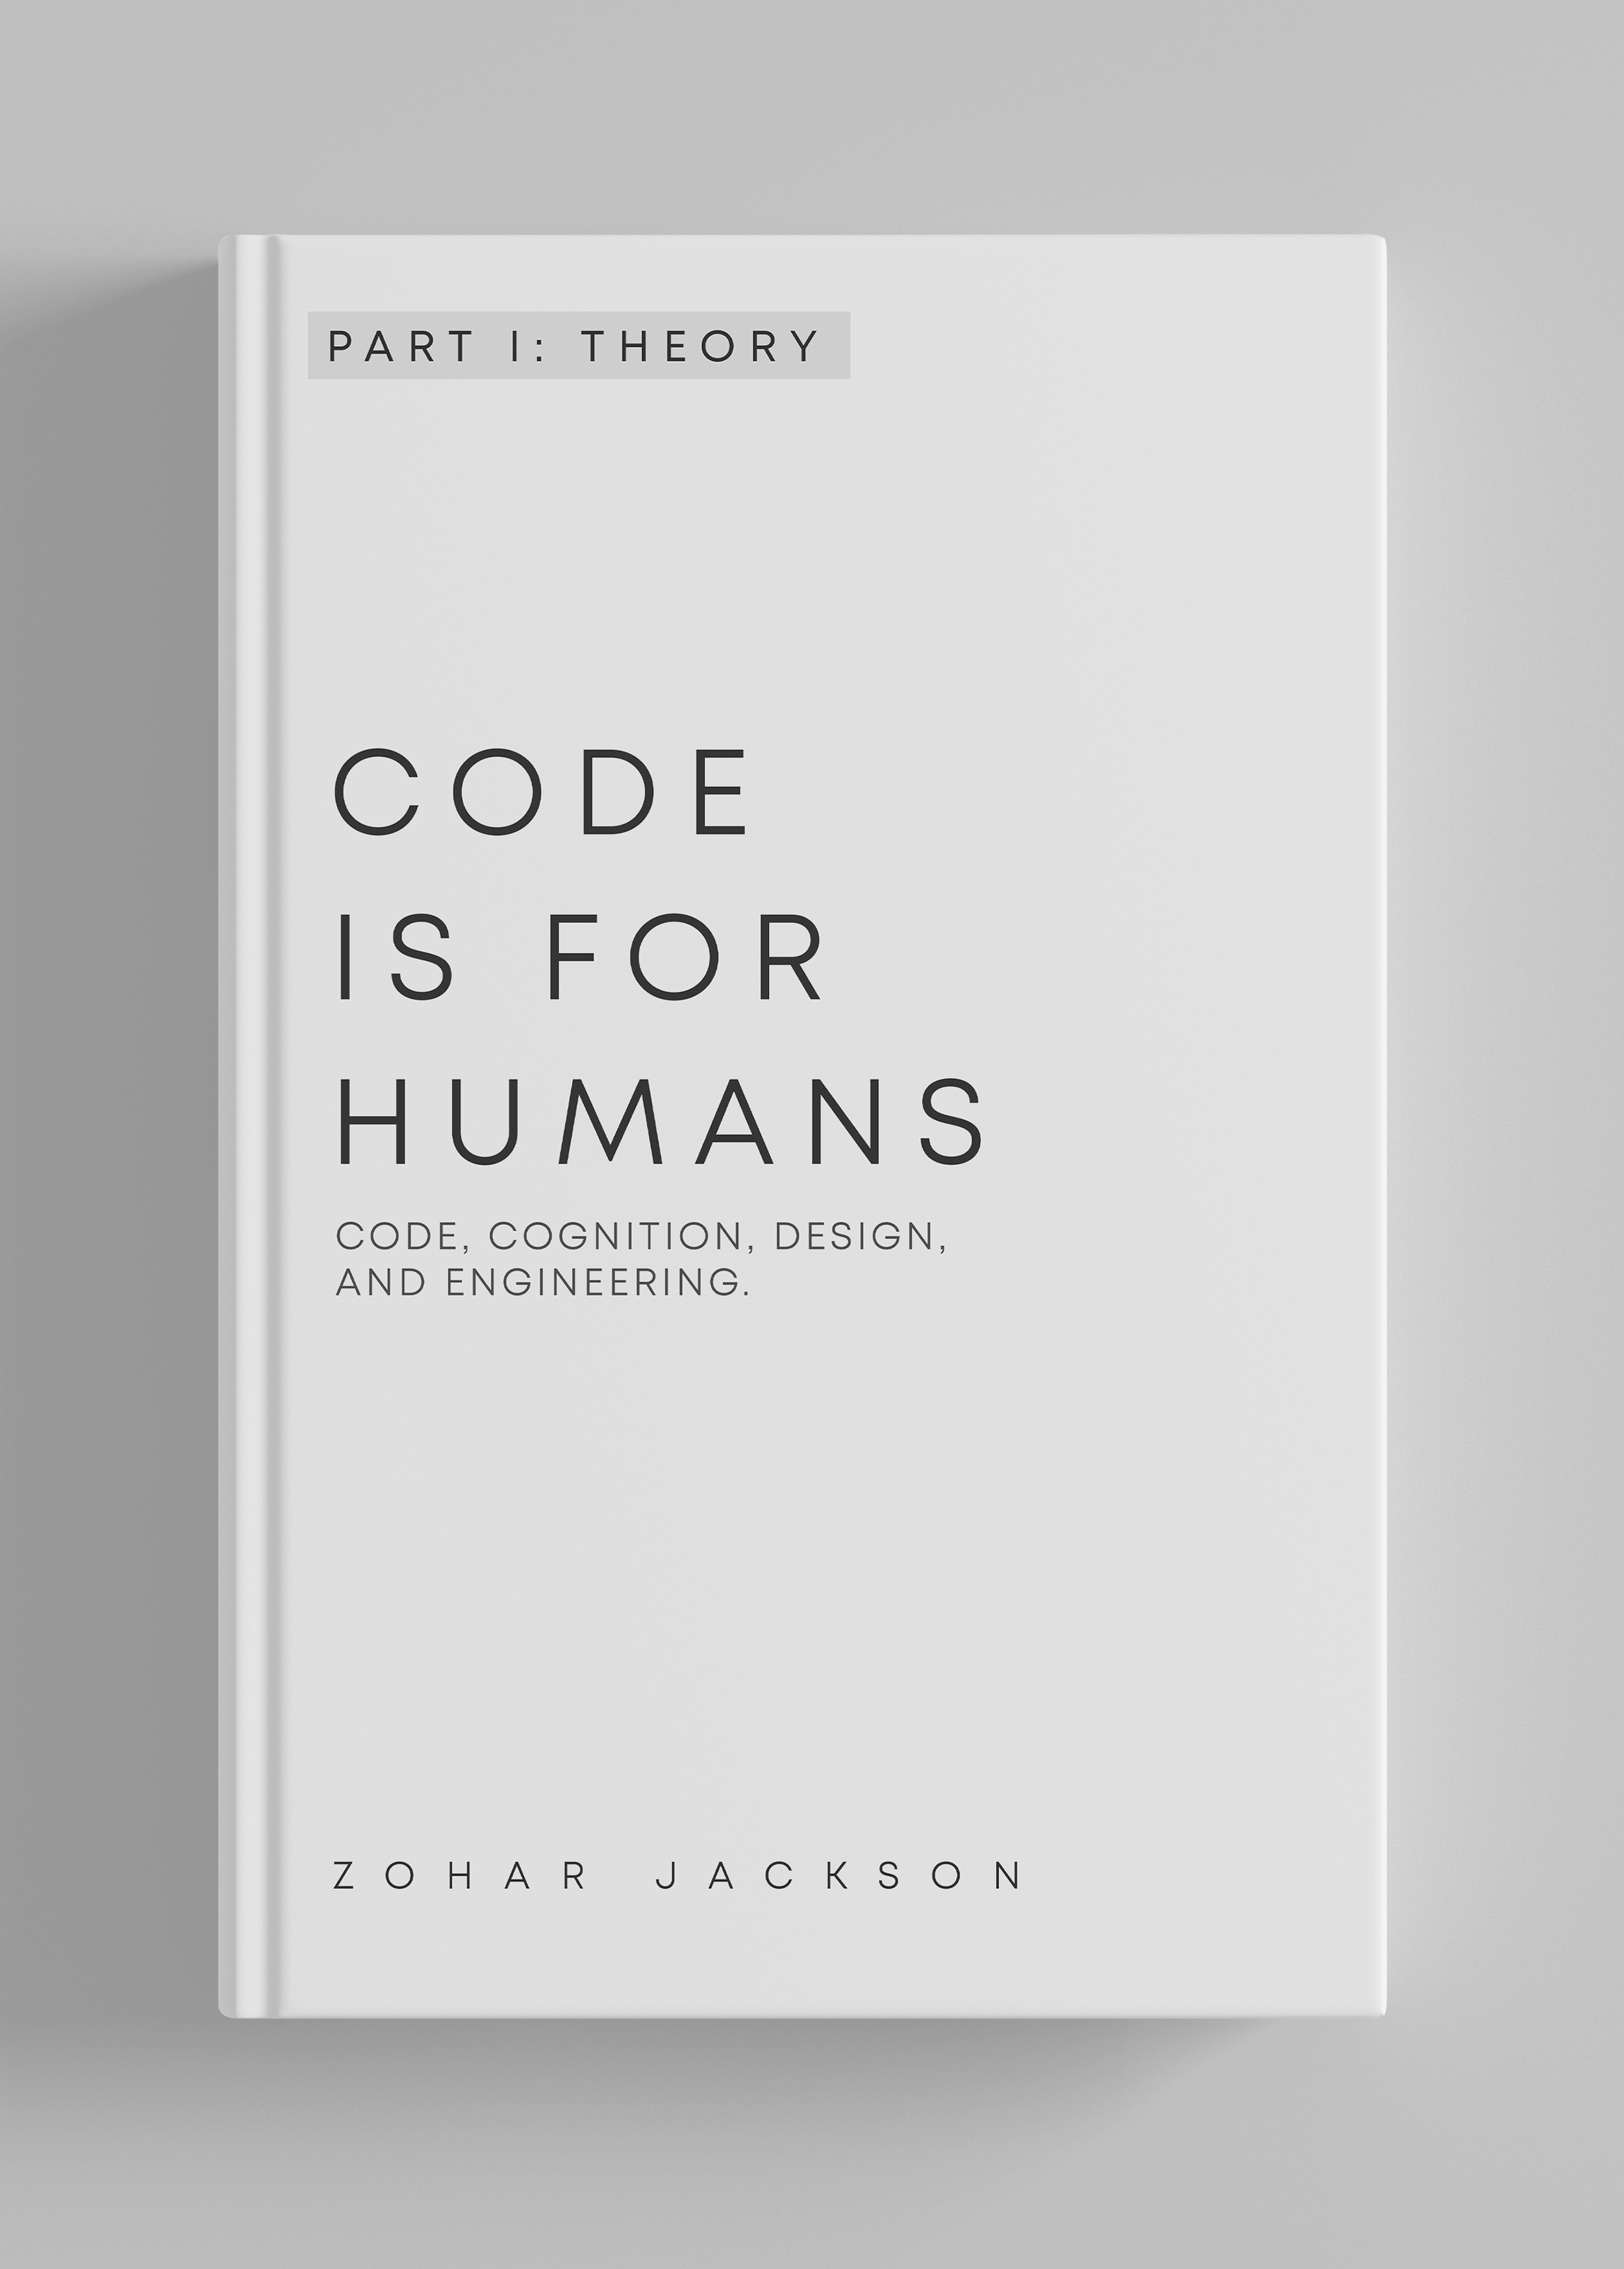 PART I: THEORY
CODE
IS FOR
HUMANS
CODE, COGNITION, DESIGN,
AND ENGINEERING.
ZOHAR JACKSON